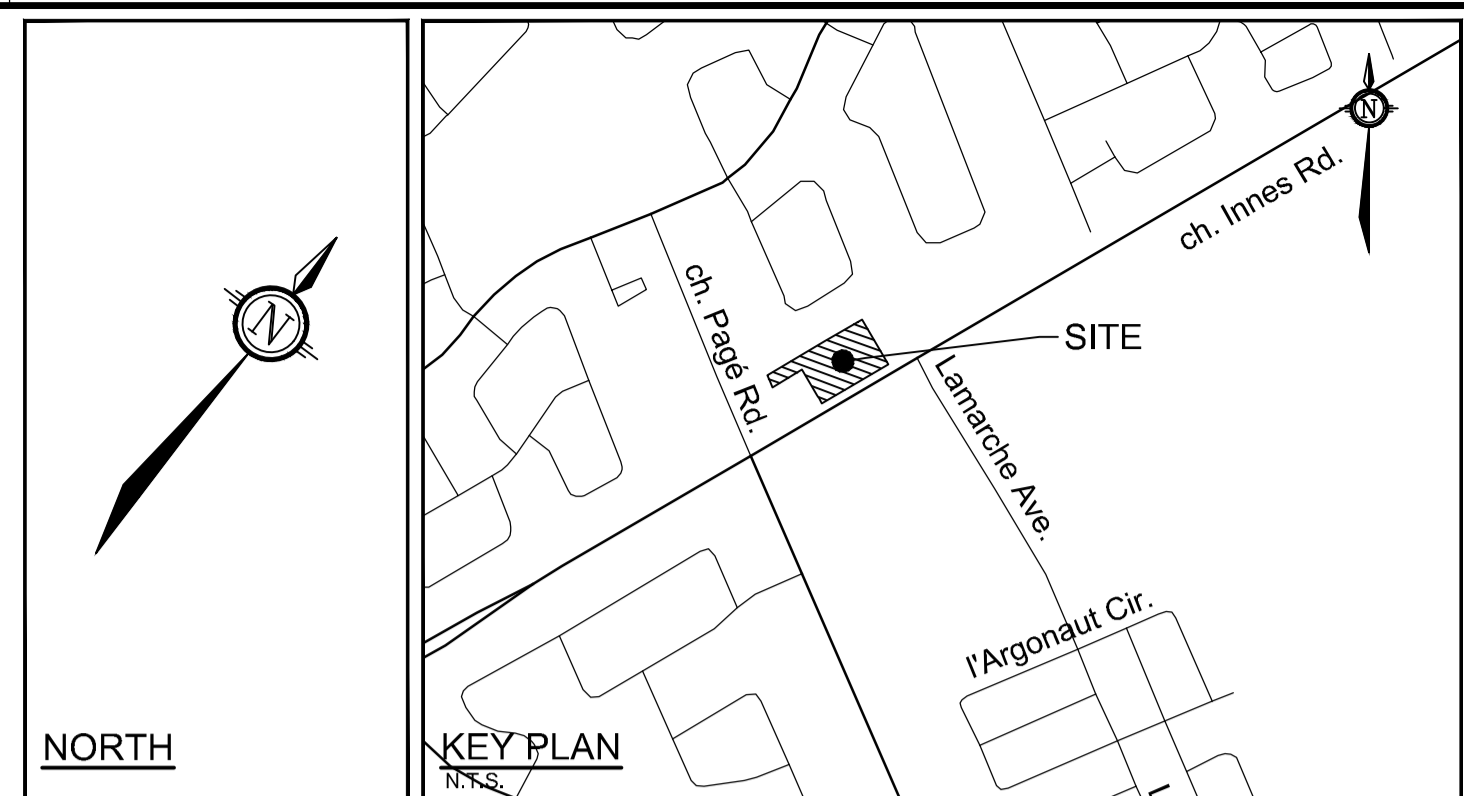 N
NORTH
N
ch. Innes Rd.
ch. Pagé Rd.
SITE
Lamarche Ave.
l'Argonaut Cir.
KEY PLAN
N.T.S.